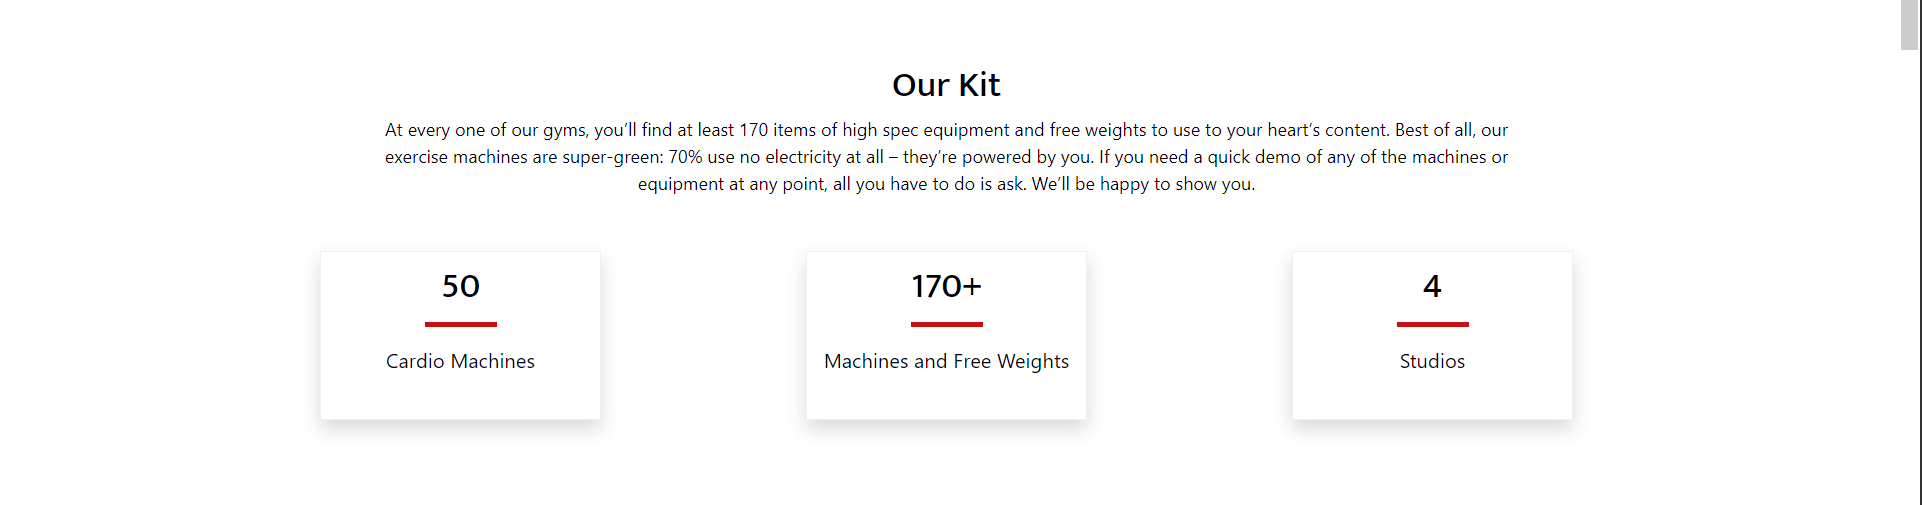 Our Kit
At every one of our gyms, you’ll find at least 170 items of high spec equipment and free weights to use to your heart’s content. Best of all, our
exercise machines are super-green: 70% use no electricity at all – they’re powered by you. If you need a quick demo of any of the machines or
equipment at any point, all you have to do is ask. We’ll be happy to show you.
50
Cardio Machines
170+
Machines and Free Weights
4
Studios